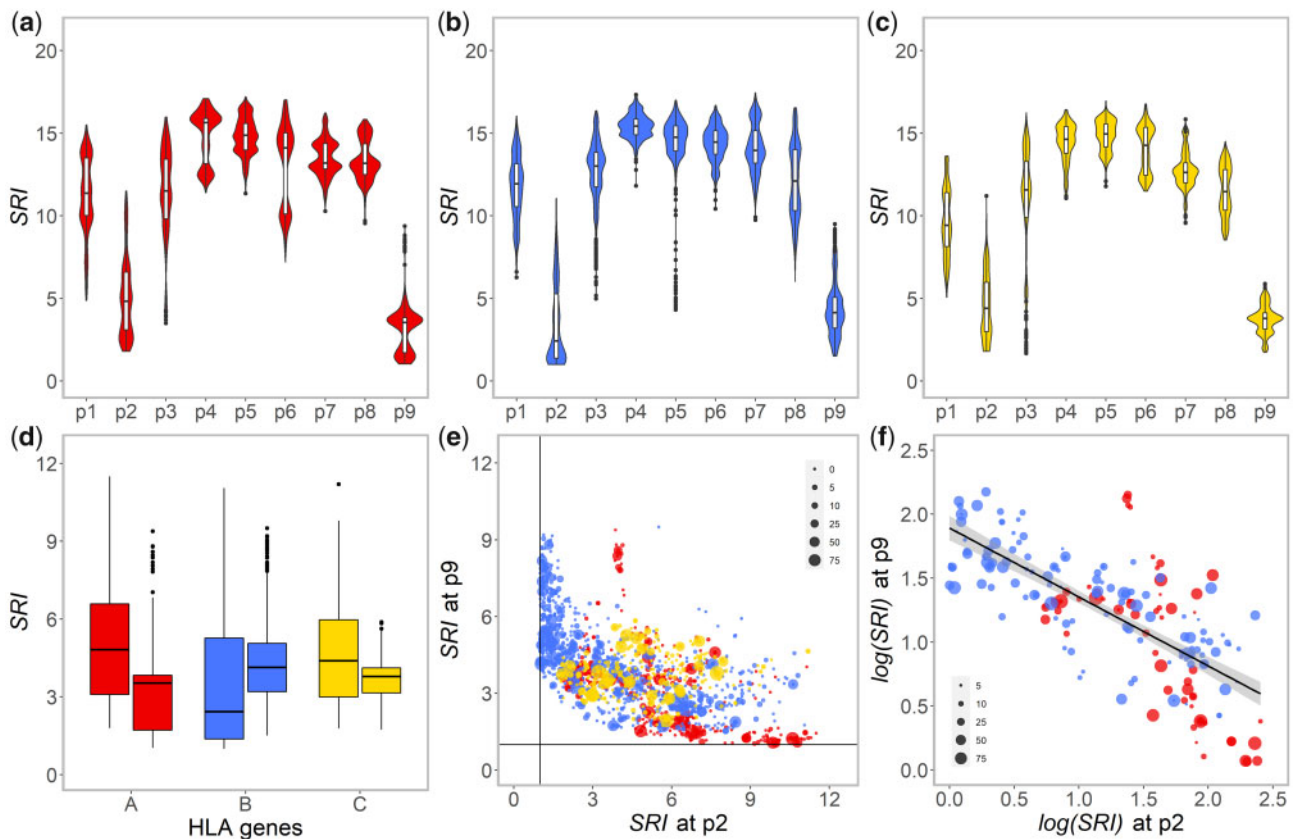 (a)
20
15
10
5
0
SRI
p1 p2 p3 p4 p5 p6 p7 p8 p9
(b)
20
15
10
5
0
SRI
p1 p2 p3 p4 p5 p6 p7 p8 p9
(c)
20
15
10
5
0
SRI
p1 p2 p3 p4 p5 p6 p7 p8 p9
(d)
12
9
6
3
0
SRI
A B C
HLA genes
(e)
12
9
6
3
0
SRI at p9
0
5
10
25
50
75
0 3 6 9 12
SRI at p2
(f)
2.5
2.0
1.5
1.0
0.5
0.0
log(SRI) at p9
5
10
25
50
75
0.0 0.5 1.0 1.5 2.0 2.5
log(SRI) at p2